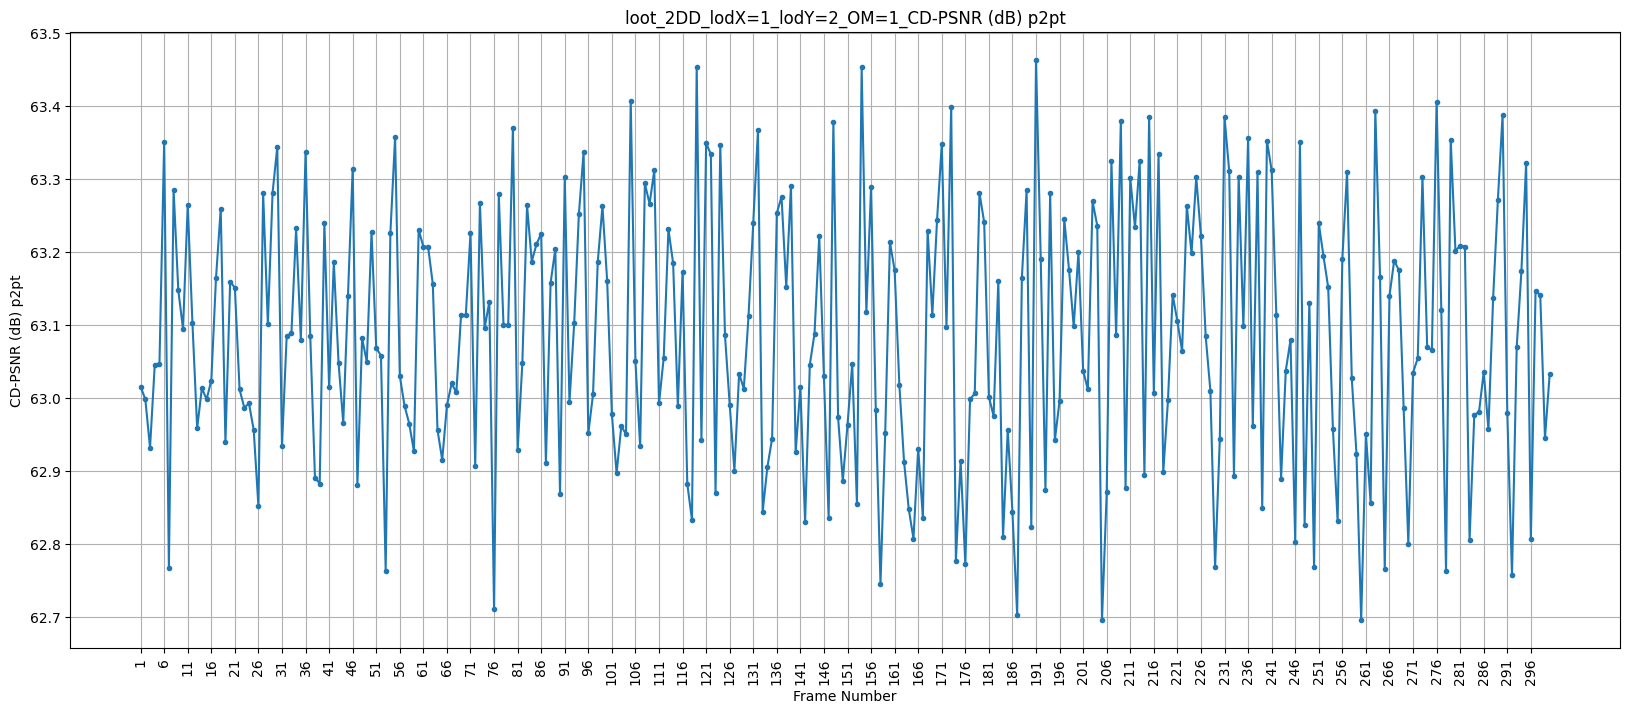 loot_2DD_lodX=1_lodY=2_OM=1_CD-PSNR (dB) p2pt
63.5
63.4
63.3
63.2
63.1
63.0
62.9
62.8
62.7
CD-PSNR (dB) p2pt
1 6 11 16 21 26 31 36 41 46 51 56 61 66 71 76 81 86 91 96 101 106 111 116 121 126 131 136 141 146 151 156 161 166 171 176 181 186 191 196 201 206 211 216 221 226 231 236 241 246 251 256 261 266 271 276 281 286 291 296
Frame Number